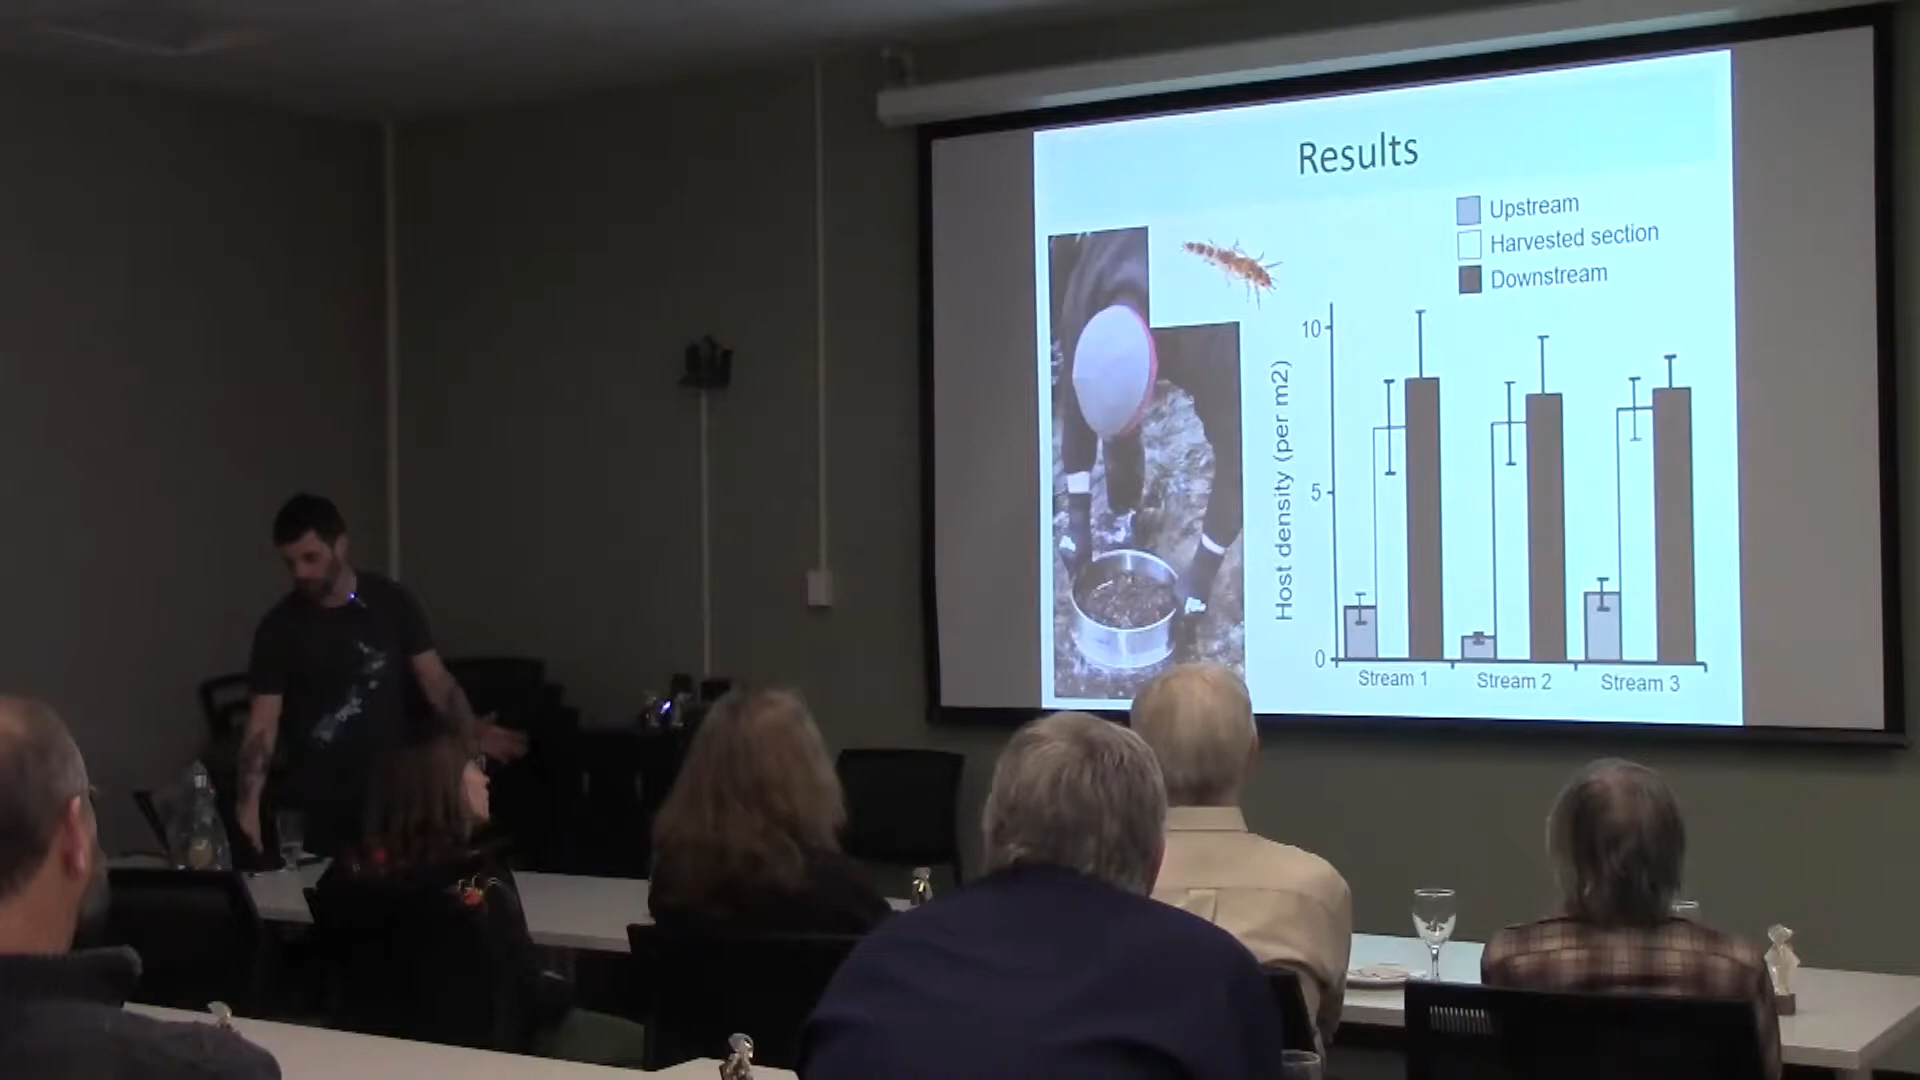 Results
Upstream
Harvested section
Downstream
Host density (per m2)
10
5
0
Stream 1
Stream 2
Stream 3